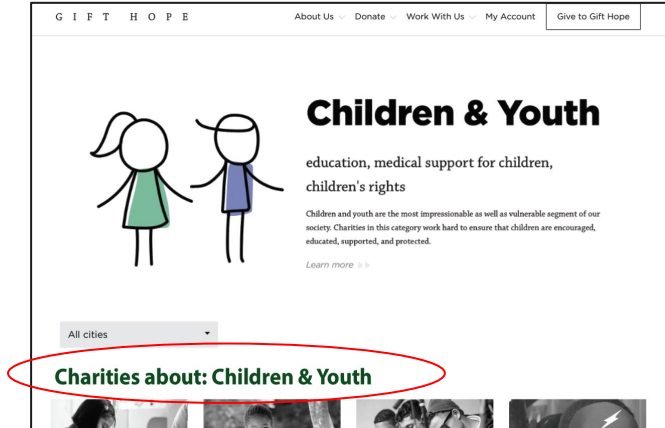 GIFT HOPE
About Us Donate Work With Us My Account Give to Gift Hope
Children & Youth
education, medical support for children,
children's rights
Children and youth are the most impressionable as well as vulnerable segment of our
society. Charities in this category work hard to ensure that children are encouraged,
educated, supported, and protected.
Learn more
All cities
Charities about: Children & Youth